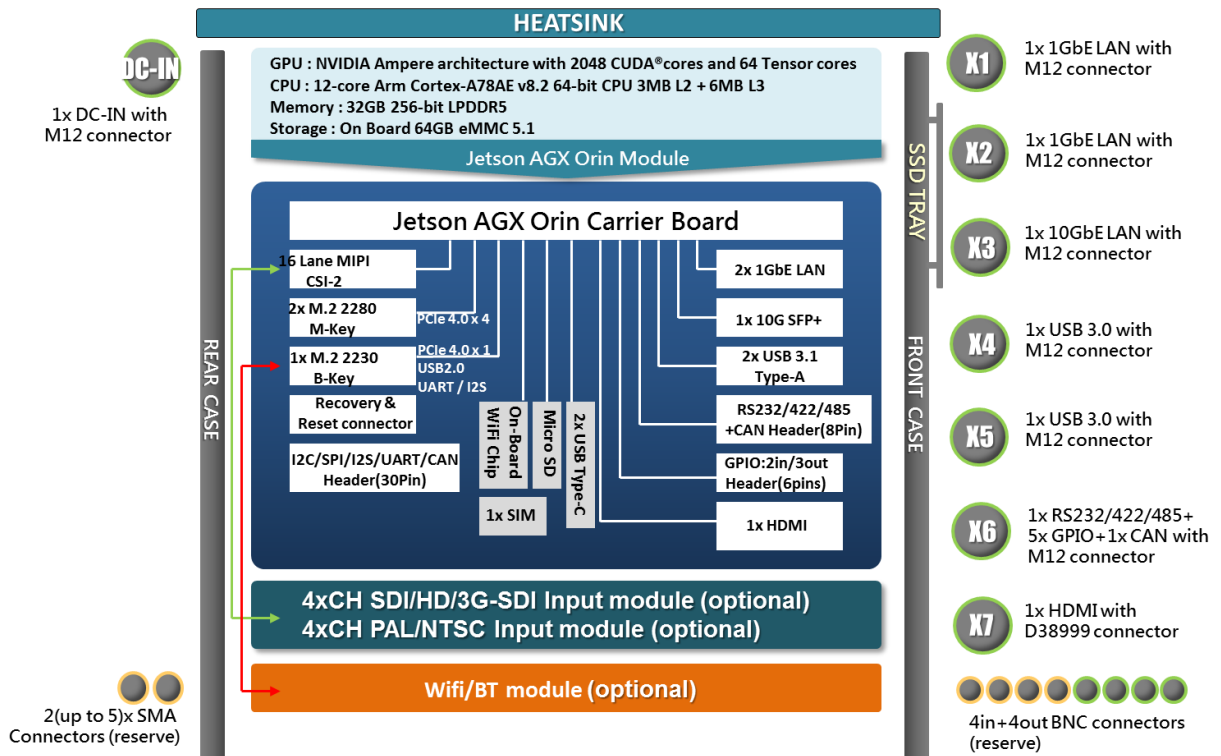 HEATSINK
DC-IN
1x DC-IN with
M12 connector
REAR CASE
GPU : NVIDIA Ampere architecture with 2048 CUDA® cores and 64 Tensor cores
CPU : 12-core Arm Cortex-A78AE v8.2 64-bit CPU 3MB L2 + 6MB L3
Memory : 32GB 256-bit LPDDR5
Storage : On Board 64GB eMMC 5.1
Jetson AGX Orin Module
Jetson AGX Orin Carrier Board
16 Lane MIPI
CSI-2
2x M.2 2280
M-Key
PCIe 4.0 x 4
1x M.2 2230
B-Key
PCIe 4.0 x 1
USB2.0
UART / I2S
Recovery &
Reset connector
I2C/SPI/I2S/UART/CAN
Header(30Pin)
On-Board
WiFi Chip
Micro SD
2x USB Type-C
1x SIM
2x 1GbE LAN
1x 10G SFP+
2x USB 3.1
Type-A
RS232/422/485
+CAN Header(8Pin)
GPIO:2in/3out
Header(6pins)
1x HDMI
4xCH SDI/HD/3G-SDI Input module (optional)
4xCH PAL/NTSC Input module (optional)
Wifi/BT module (optional)
2(up to 5)x SMA
Connectors (reserve)
SSD TRAY
FRONT CASE
X1
1x 1GbE LAN with
M12 connector
X2
1x 1GbE LAN with
M12 connector
X3
1x 10GbE LAN with
M12 connector
X4
1x USB 3.0 with
M12 connector
X5
1x USB 3.0 with
M12 connector
X6
1x RS232/422/485+
5x GPIO+1x CAN with
M12 connector
X7
1x HDMI with
D38999 connector
4in+4out BNC connectors
(reserve)